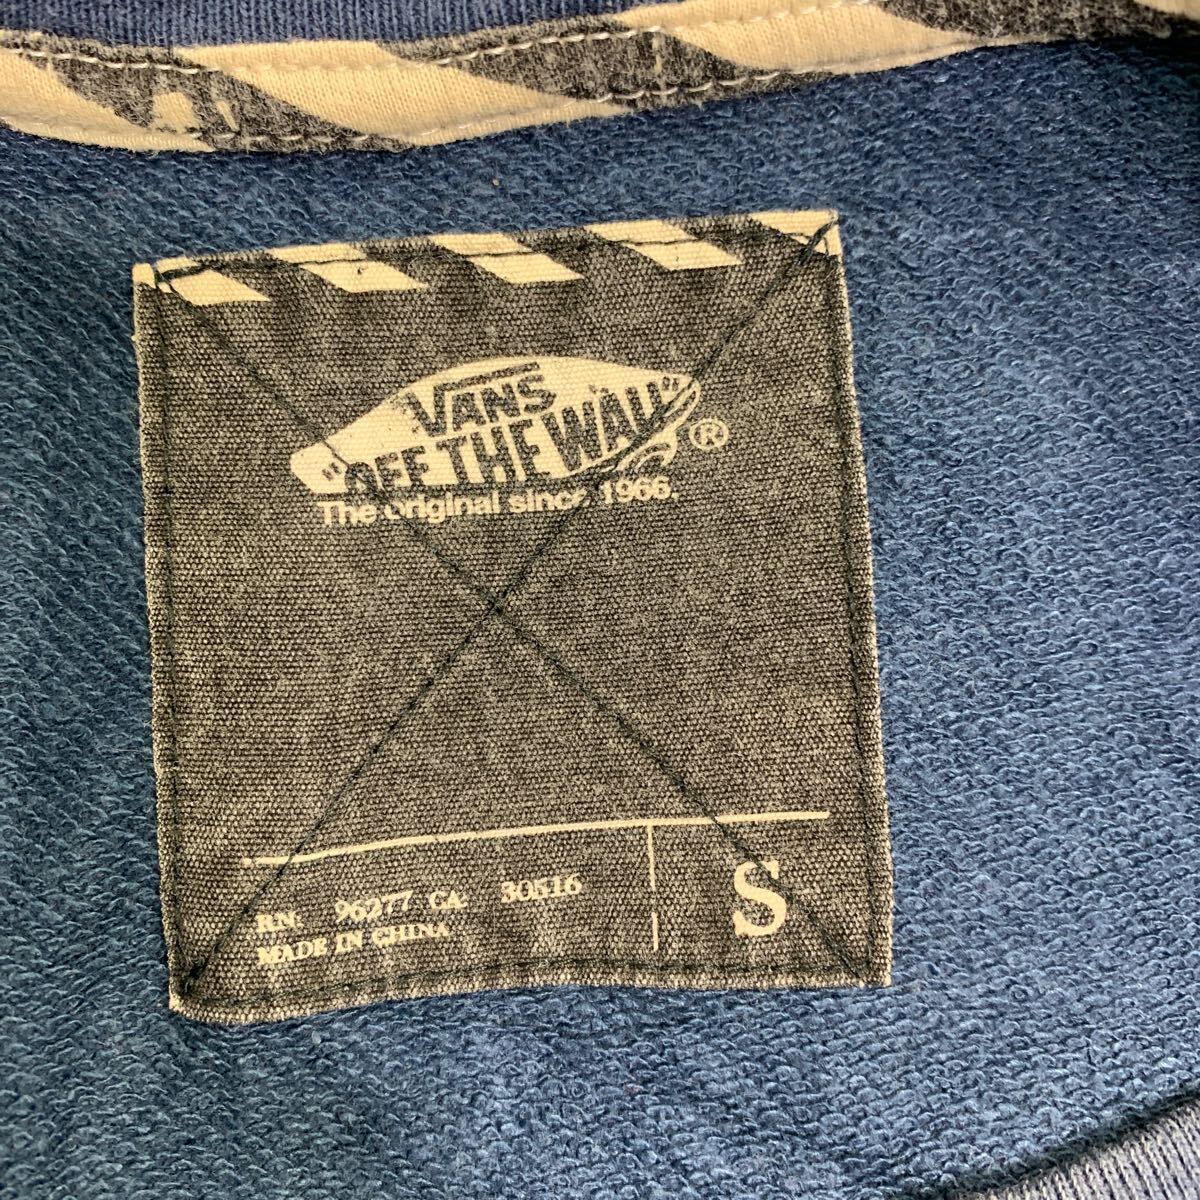 VANS
"OFF THE WALL" ®
The original since 1966.
RN: 96277 CA: 30516
MADE IN CHINA
S